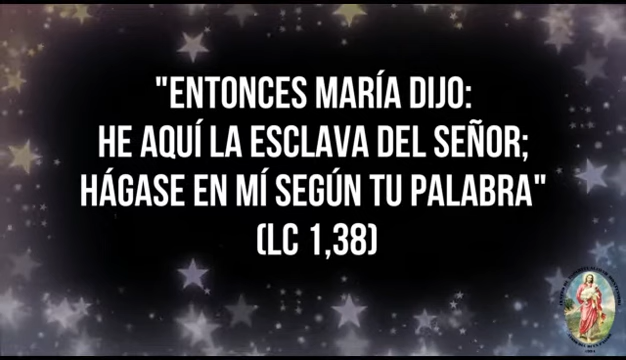 "ENTONCES MARÍA DIJO:
HE AQUÍ LA ESCLAVA DEL SEÑOR;
HÁGASE EN MÍ SEGÚN TU PALABRA"
(LC 1,38)